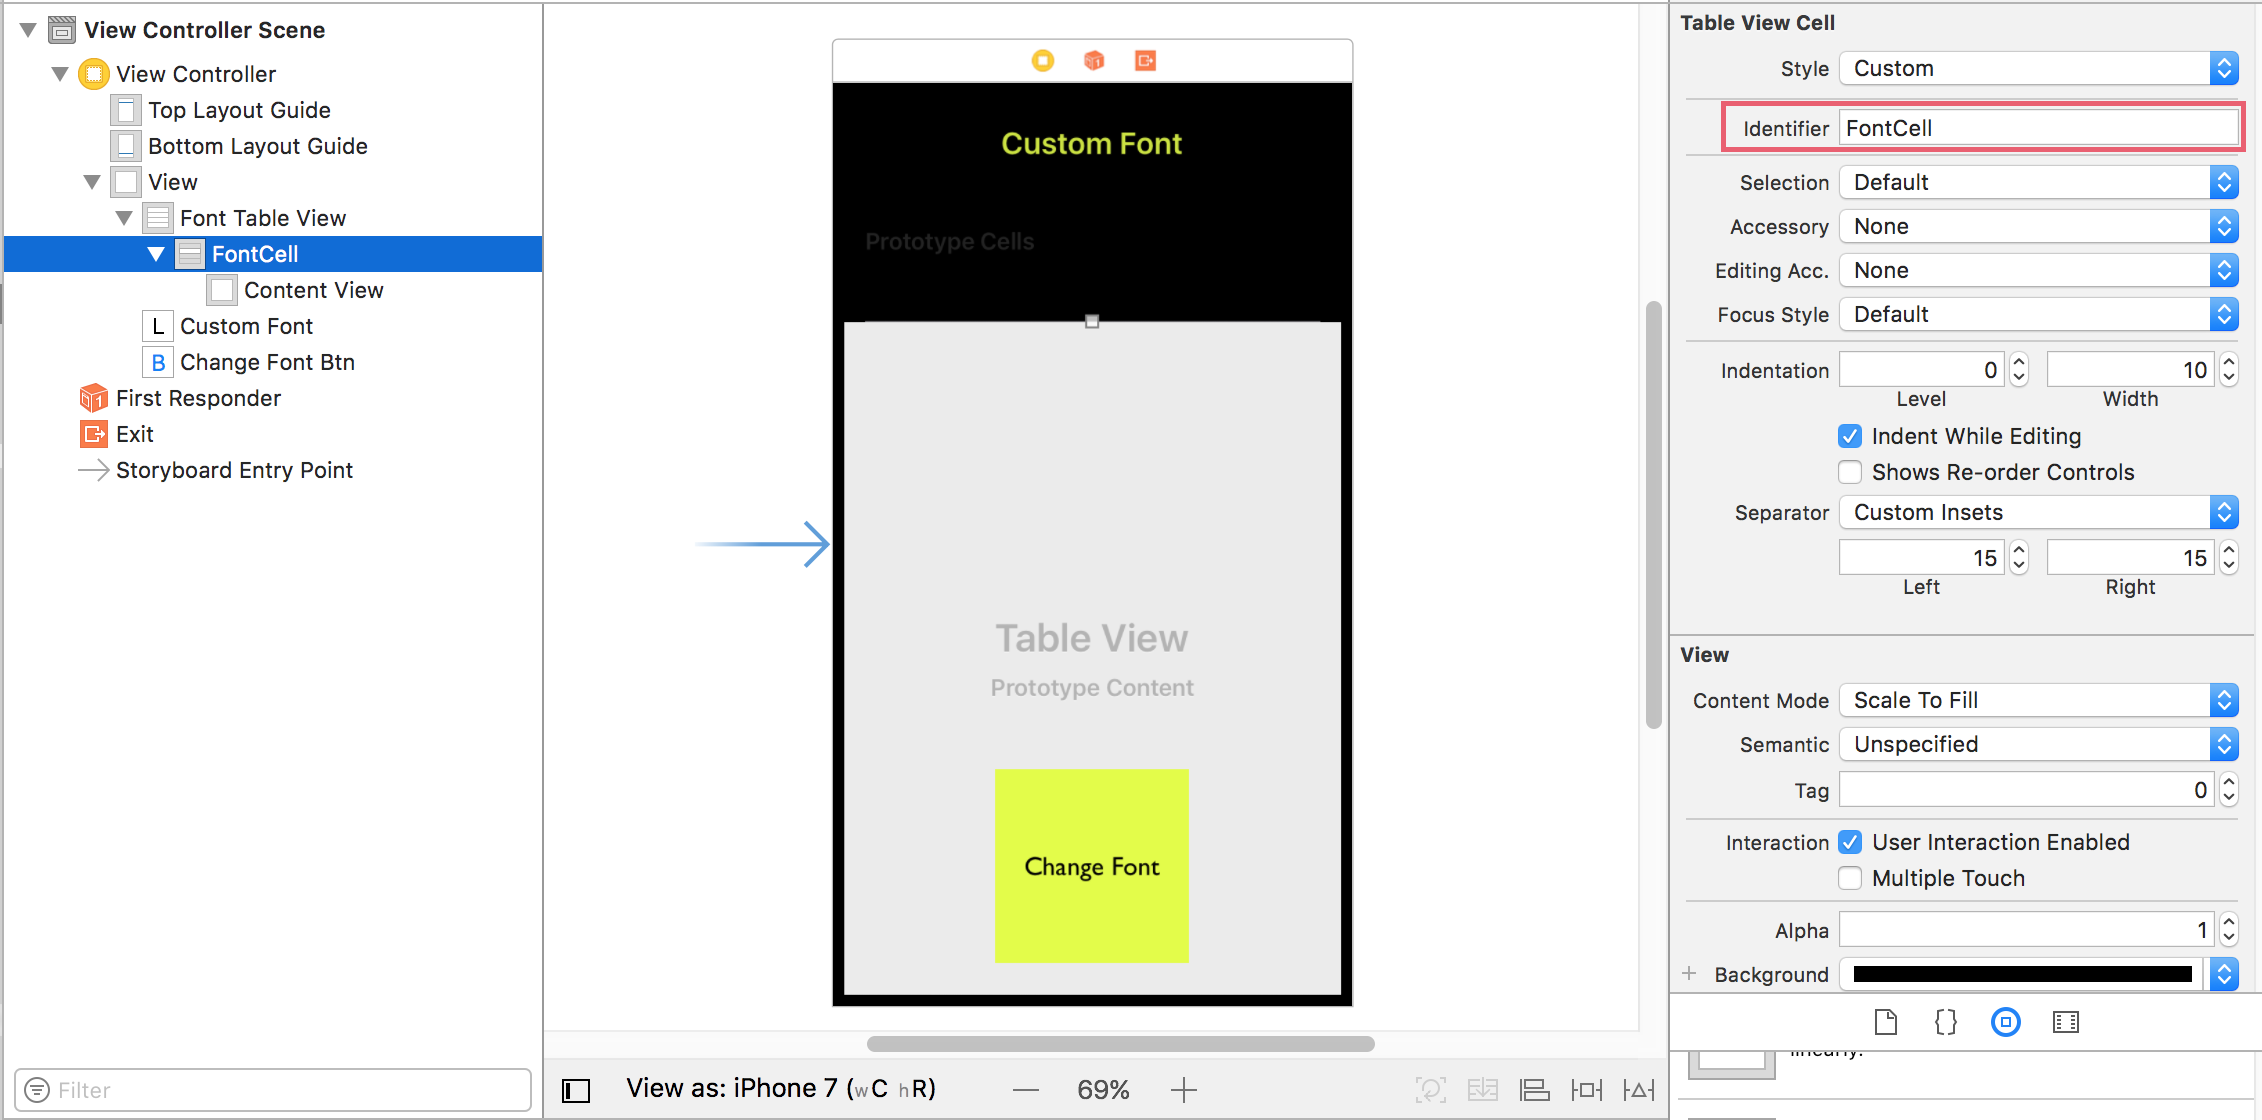 View Controller Scene
View Controller
Top Layout Guide
Bottom Layout Guide
View
Font Table View
FontCell
Content View
L Custom Font
B Change Font Btn
First Responder
Exit
Storyboard Entry Point
Filter
Custom Font
Prototype Cells
Table View
Prototype Content
Change Font
View as: iPhone 7 (wC hR)
— 69% +
Table View Cell
Style Custom
Identifier FontCell
Selection Default
Accessory None
Editing Acc. None
Focus Style Default
Indentation 0 10
Level Width
Indent While Editing
Shows Re-order Controls
Separator Custom Insets
15 15
Left Right
View
Content Mode Scale To Fill
Semantic Unspecified
Tag 0
Interaction User Interaction Enabled
Multiple Touch
Alpha 1
+ Background
linearly.